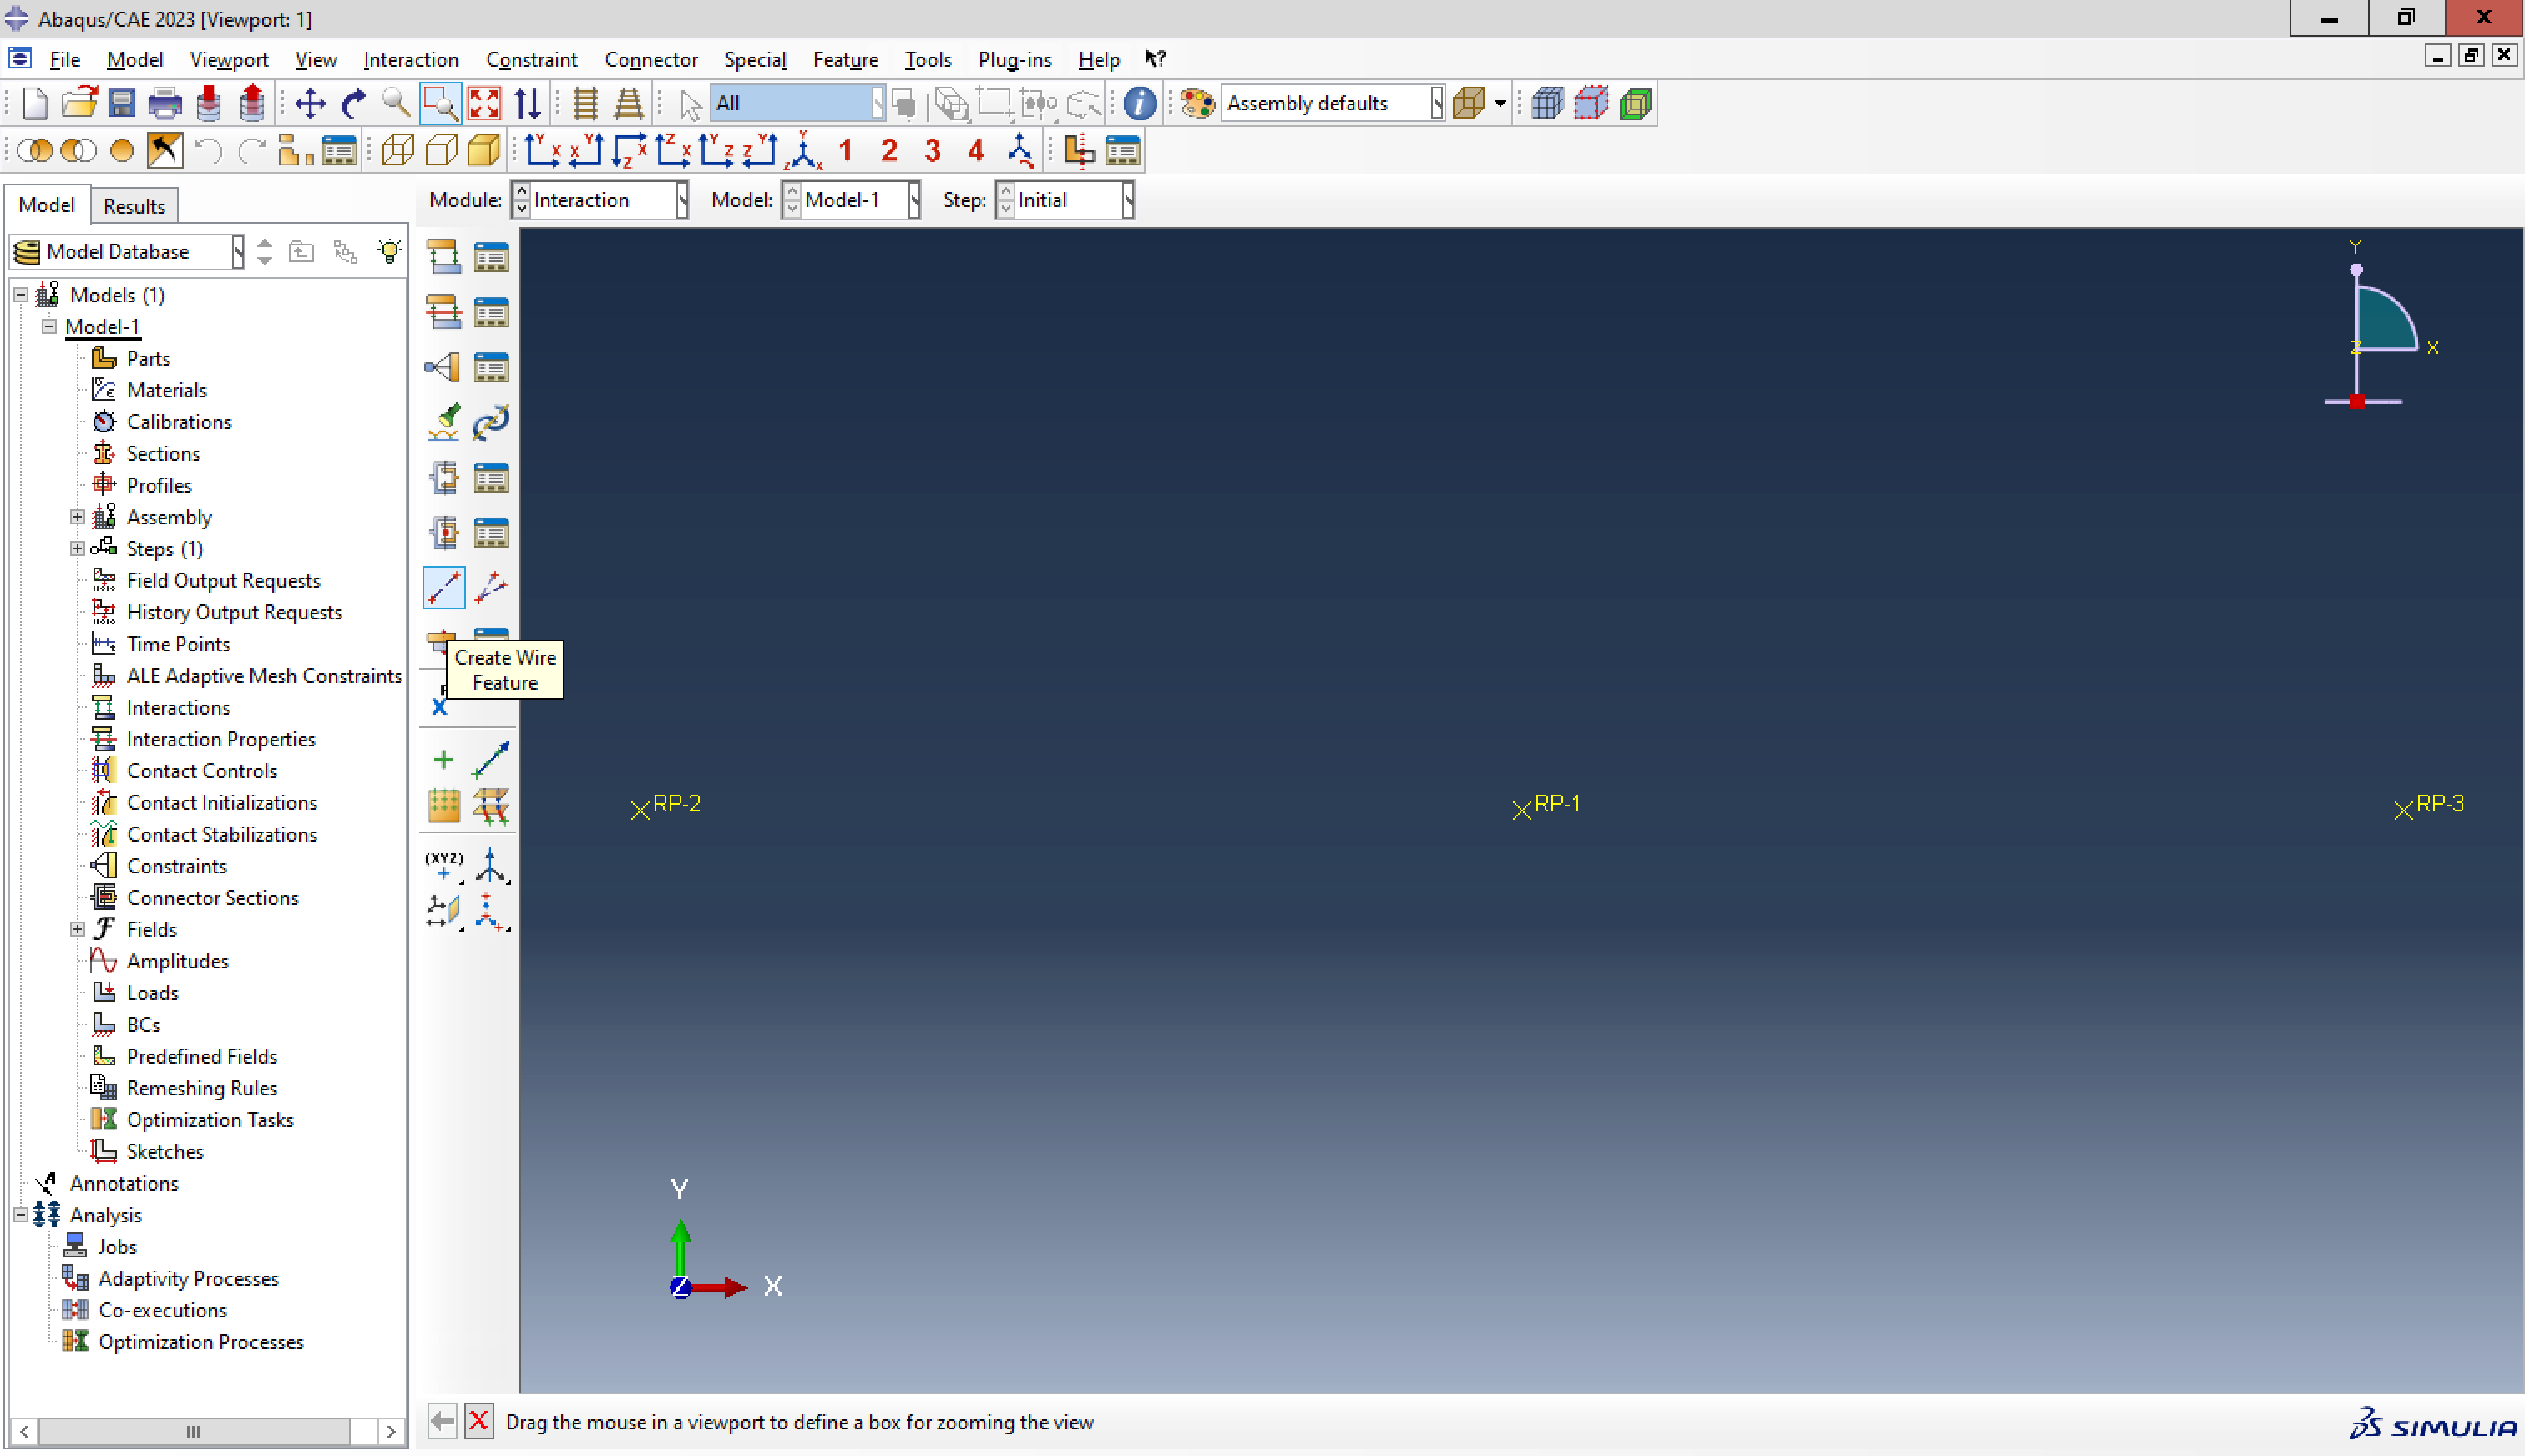 Abaqus/CAE 2023 [Viewport: 1]
File Model Viewport View Interaction Constraint Connector Special Feature Tools Plug-ins Help
All
Assembly defaults
1 2 3 4
Model Results
Module: Interaction Model: Model-1 Step: Initial
Model Database
Models (1)
Model-1
Parts
Materials
Calibrations
Sections
Profiles
Assembly
Steps (1)
Field Output Requests
History Output Requests
Time Points
ALE Adaptive Mesh Constraints
Interactions
Interaction Properties
Contact Controls
Contact Initializations
Contact Stabilizations
Constraints
Connector Sections
Fields
Amplitudes
Loads
BCs
Predefined Fields
Remeshing Rules
Optimization Tasks
Sketches
Annotations
Analysis
Jobs
Adaptivity Processes
Co-executions
Optimization Processes
Create Wire
Feature
(XYZ)
Y
Z X
RP-2 RP-1 RP-3
Y
Z X
Drag the mouse in a viewport to define a box for zooming the view
SIMULIA